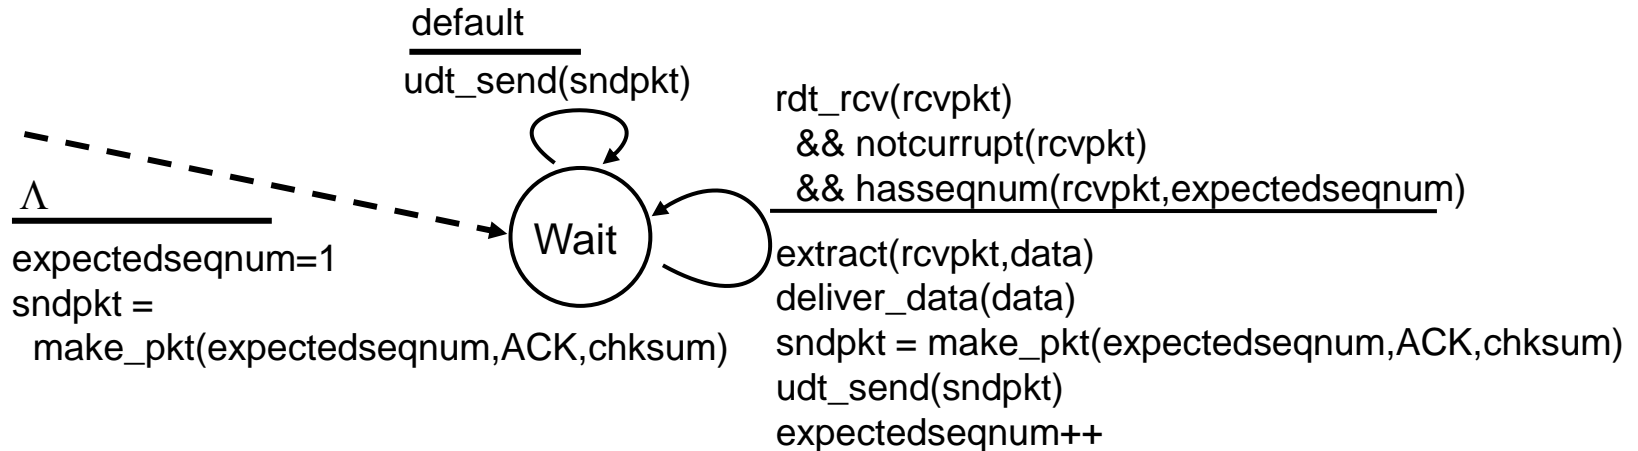 default
udt_send(sndpkt)
rdt_rcv(rcvpkt)
&& notcurrupt(rcvpkt)
&& hasseqnum(rcvpkt,expectedseqnum)
Λ
Wait
expectedseqnum=1
sndpkt =
make_pkt(expectedseqnum,ACK,chksum)
extract(rcvpkt,data)
deliver_data(data)
sndpkt = make_pkt(expectedseqnum,ACK,chksum)
udt_send(sndpkt)
expectedseqnum++